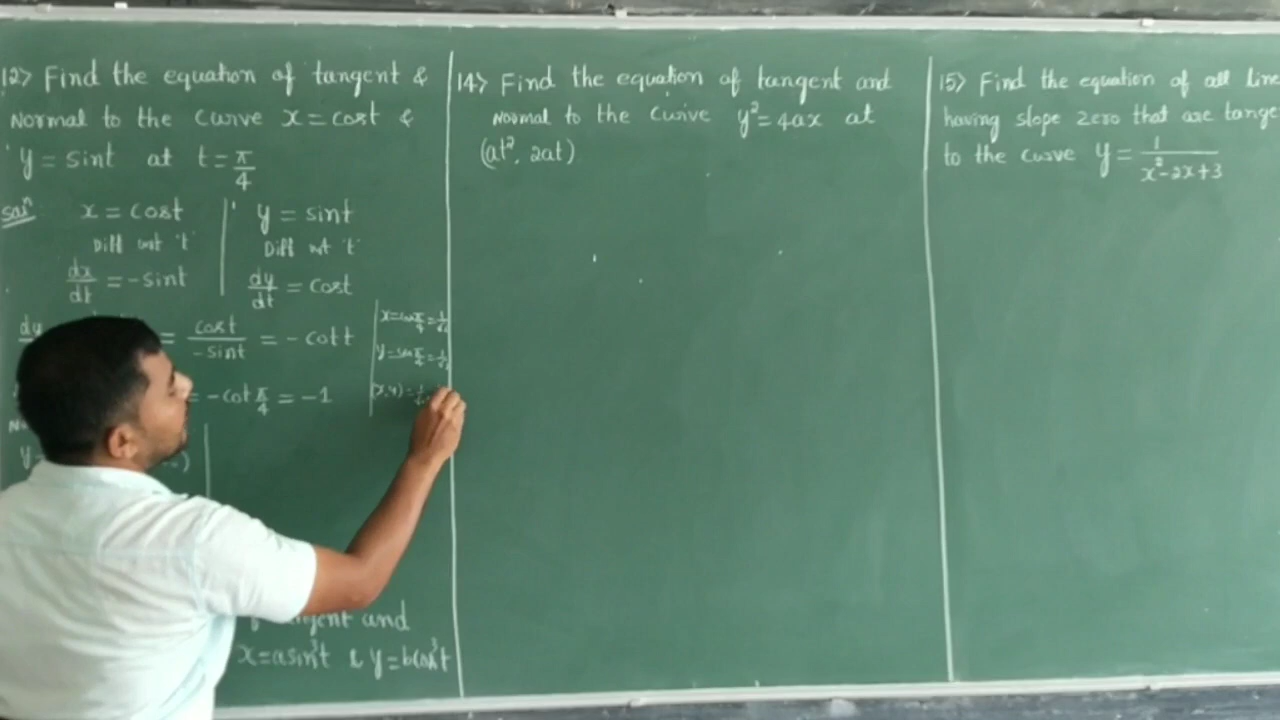 12) Find the equation of tangent &
Normal to the curve x = cost &
y = sint at t = π/4
x = cost
Diff wrt 't'
dx/dt = -sint
y = sint
Diff wrt 't'
dy/dt = cost
= cost/-sint = -cott
= -cot π/4 = -1
x = cos π/4 = 1/√2
y = sin π/4 = 1/√2
(x,y) =
tangent and
x = a sin³t & y = b cos³t
14) Find the equation of tangent and
Normal to the curve y² = 4ax at
(at², 2at)
15) Find the equation of all line
having slope zero that are tange
to the curve y = 1/x²-2x+3